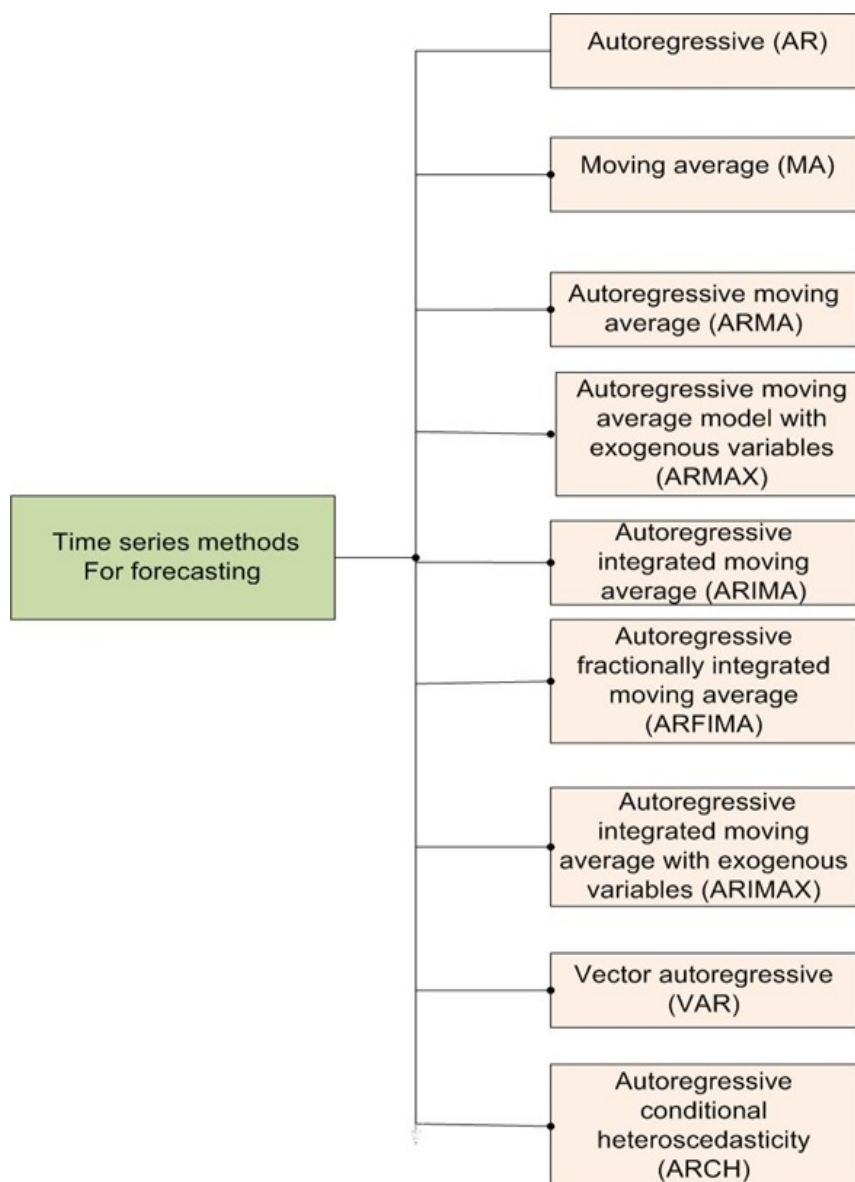 Autoregressive (AR)
Moving average (MA)
Autoregressive moving
average (ARMA)
Autoregressive moving
average model with
exogenous variables
(ARMAX)
Time series methods
For forecasting
Autoregressive
integrated moving
average (ARIMA)
Autoregressive
fractionally integrated
moving average
(ARFIMA)
Autoregressive
integrated moving
average with exogenous
variables (ARIMAX)
Vector autoregressive
(VAR)
Autoregressive
conditional
heteroscedasticity
(ARCH)